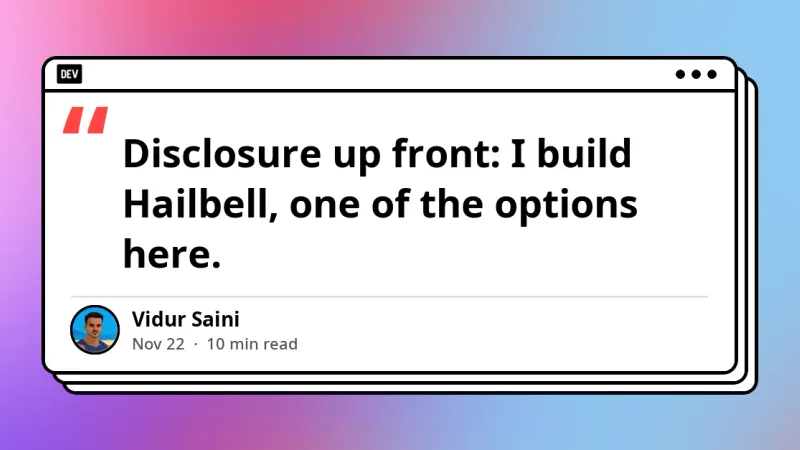 DEV
“
Disclosure up front: I build
Hailbell, one of the options
here.
Vidur Saini
Nov 22 · 10 min read